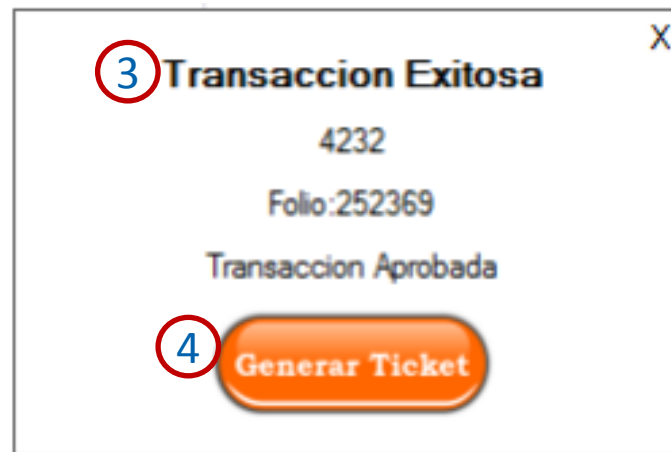 X
3 Transaccion Exitosa
4232
Folio:252369
Transaccion Aprobada
4 Generar Ticket